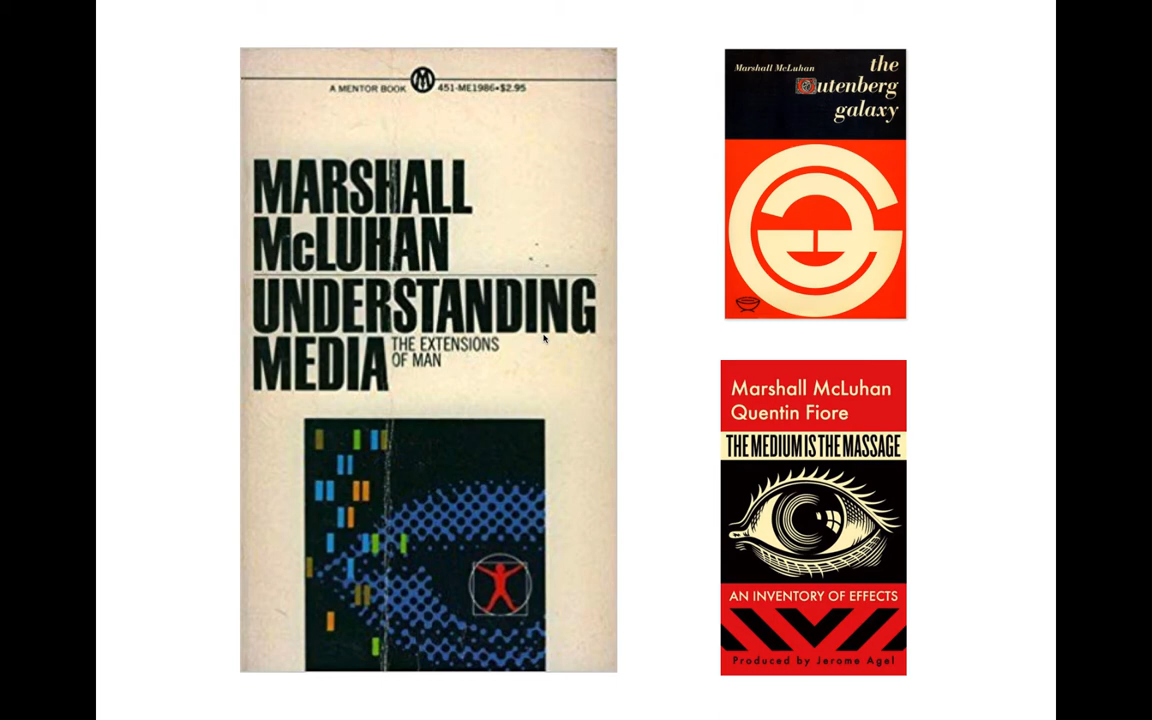 A MENTOR BOOK M 451-ME1986•$2.95
MARSHALL
McLUHAN
UNDERSTANDING
MEDIA THE EXTENSIONS
OF MAN
Marshall McLuhan the
Gutenberg
galaxy
Marshall McLuhan
Quentin Fiore
THE MEDIUM IS THE MASSAGE
AN INVENTORY OF EFFECTS
Produced by Jerome Agel